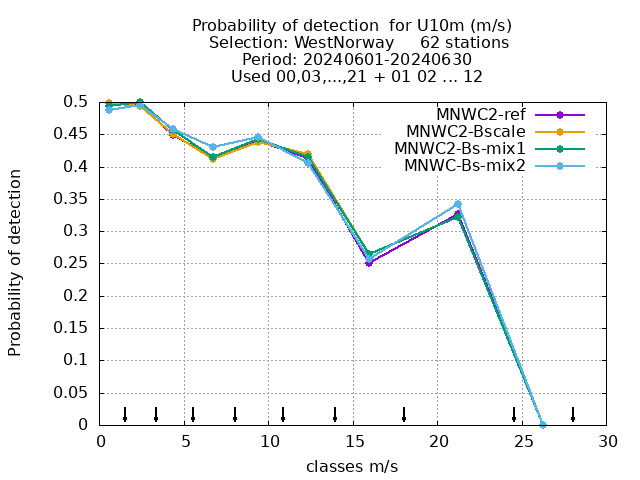 Probability of detection  for U10m (m/s)
Selection: WestNorway     62 stations
Period: 20240601-20240630
Used 00,03,...,21 + 01 02 ... 12
Probability of detection
0.5
0.45
0.4
0.35
0.3
0.25
0.2
0.15
0.1
0.05
0
MNWC2-ref
MNWC2-Bscale
MNWC2-Bs-mix1
MNWC-Bs-mix2
0 5 10 15 20 25 30
classes m/s